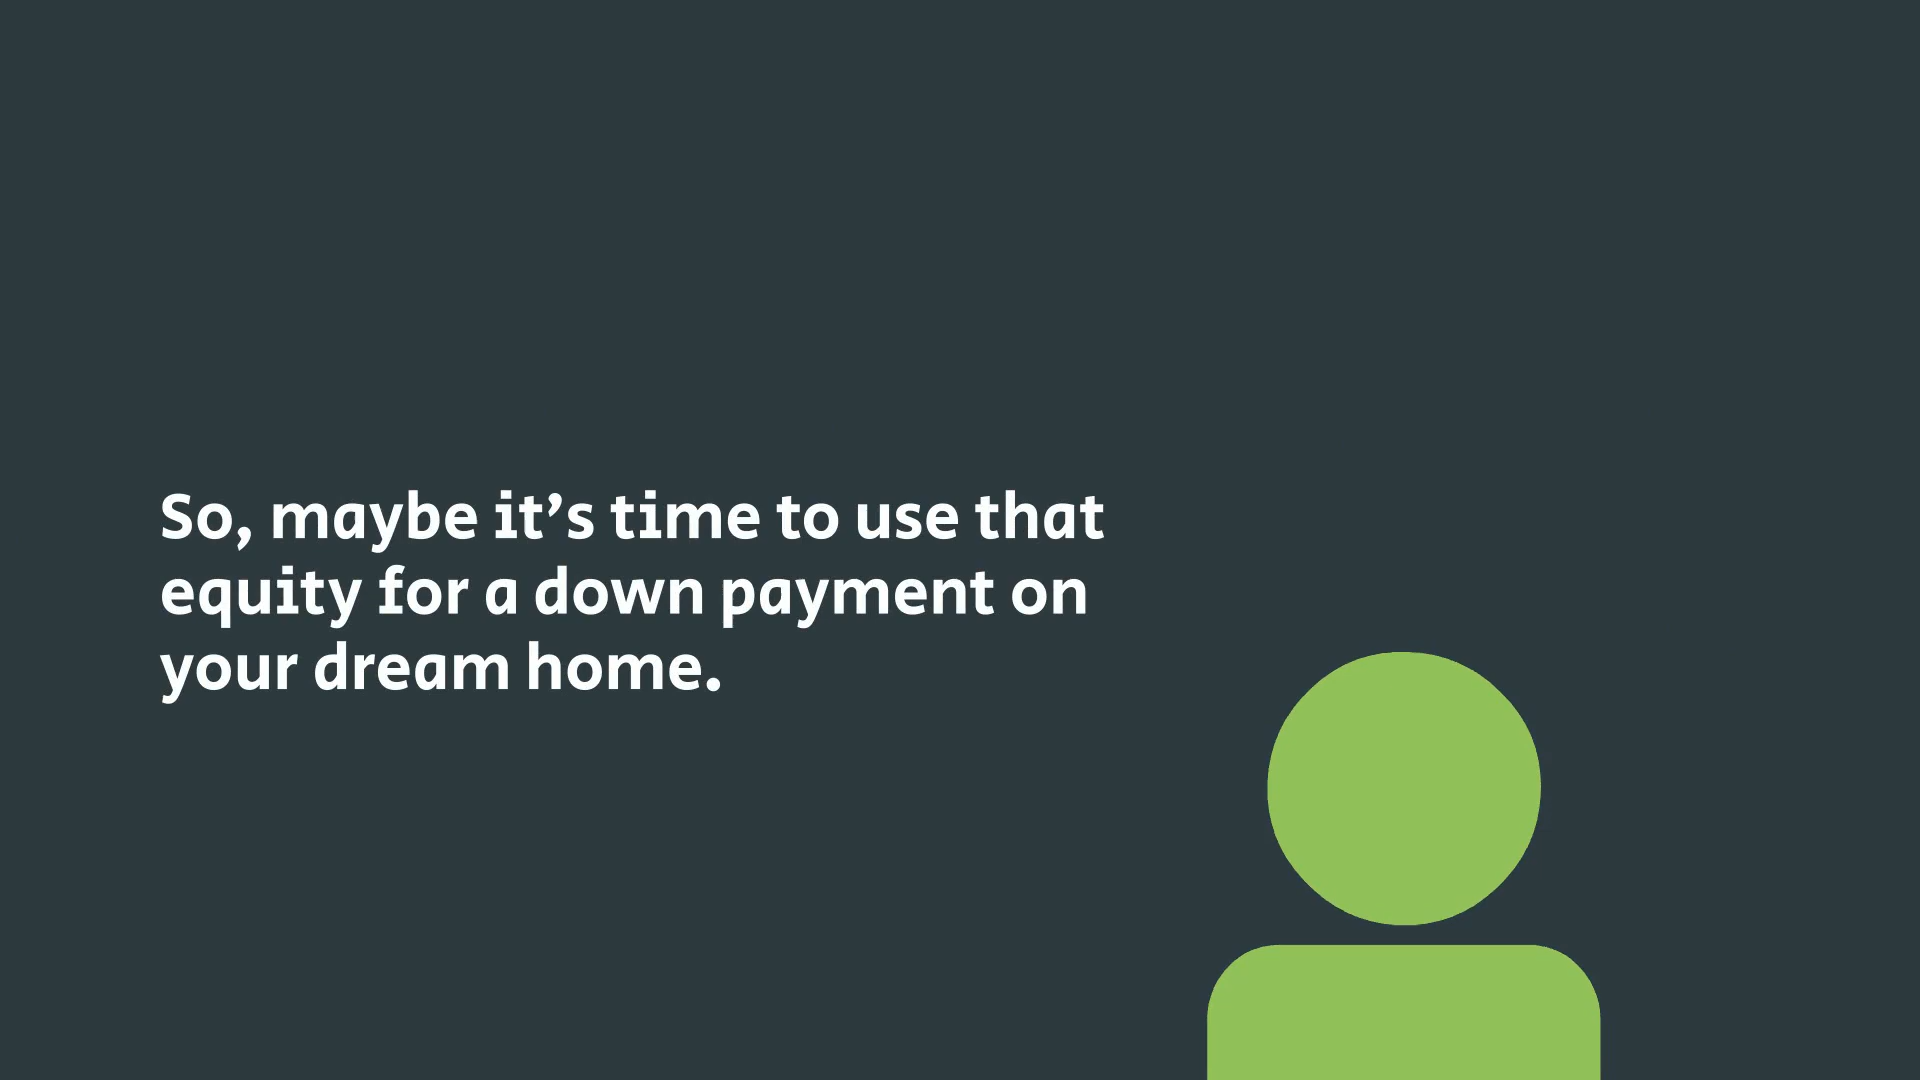 So, maybe it’s time to use that
equity for a down payment on
your dream home.